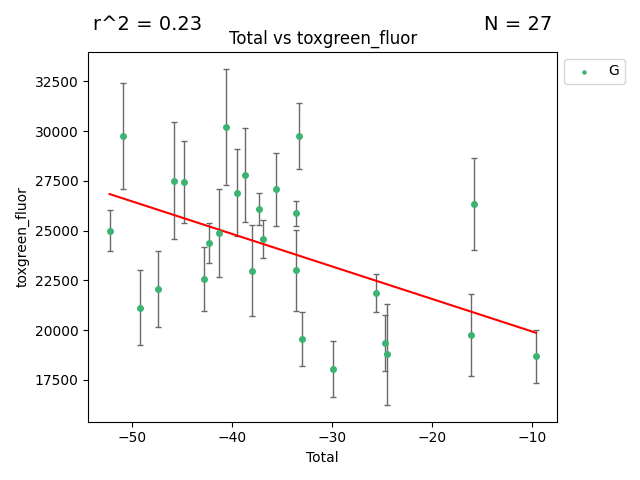 r^2 = 0.23
N = 27
Total vs toxgreen_fluor
G
32500
30000
27500
25000
22500
20000
17500
toxgreen_fluor
−50
−40
−30
−20
−10
Total